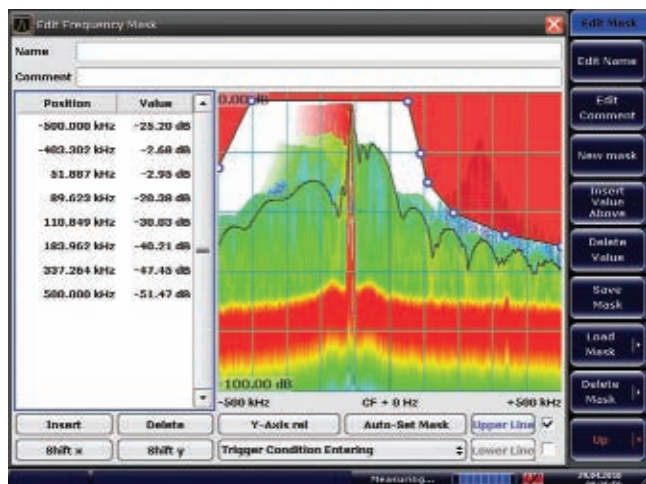 Edit Frequency Mask
Edit Mask
Name
Edit Name
Comment
Edit
Comment
New mask
Insert
Value
Above
Delete
Value
Save
Mask
Load
Mask
Delete
Mask
Up
Position Value
-500.000 kHz -25.20 dB
-403.302 kHz -2.68 dB
51.887 kHz -2.95 dB
89.623 kHz -20.38 dB
110.849 kHz -30.03 dB
183.962 kHz -40.21 dB
337.264 kHz -47.45 dB
500.000 kHz -51.47 dB
0.00 dB
-100.00 dB
-500 kHz CF + 0 Hz +500 kHz
Insert Delete Y-Axis rel Auto-Set Mask Upper Line
Shift x Shift y Trigger Condition Entering Lower Line
Measuring...
29.04.2010